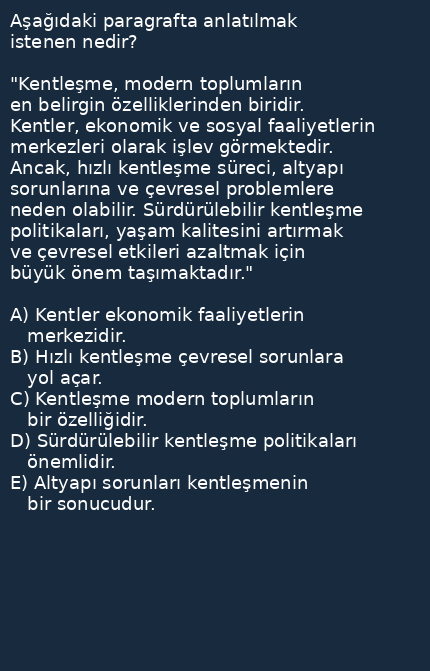 Aşağıdaki paragrafta anlatılmak
istenen nedir?
"Kentleşme, modern toplumların
en belirgin özelliklerinden biridir.
Kentler, ekonomik ve sosyal faaliyetlerin
merkezleri olarak işlev görmektedir.
Ancak, hızlı kentleşme süreci, altyapı
sorunlarına ve çevresel problemlere
neden olabilir. Sürdürülebilir kentleşme
politikaları, yaşam kalitesini artırmak
ve çevresel etkileri azaltmak için
büyük önem taşımaktadır."
A) Kentler ekonomik faaliyetlerin
merkezidir.
B) Hızlı kentleşme çevresel sorunlara
yol açar.
C) Kentleşme modern toplumların
bir özelliğidir.
D) Sürdürülebilir kentleşme politikaları
önemlidir.
E) Altyapı sorunları kentleşmenin
bir sonucudur.